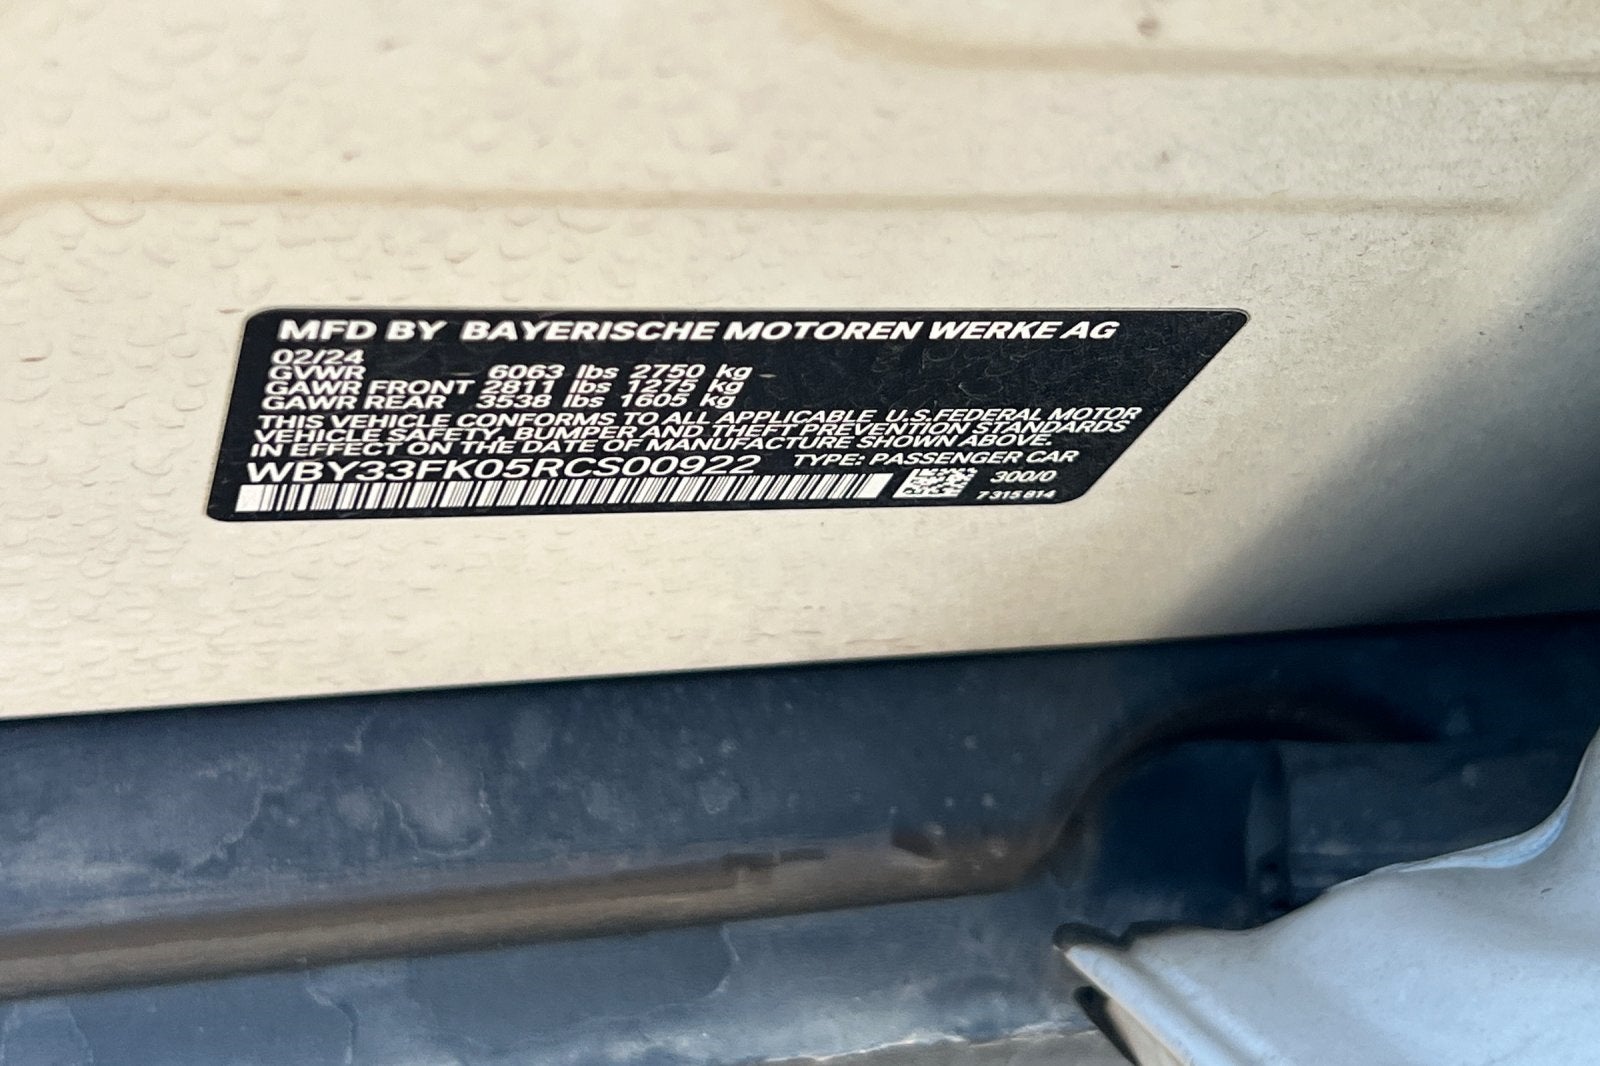 MFD BY BAYERISCHE MOTOREN WERKE AG
02/24
GVWR 6063 lbs 2750 kg
GAWR FRONT 2811 lbs 1275 kg
GAWR REAR 3538 lbs 1605 kg
THIS VEHICLE CONFORMS TO ALL APPLICABLE U.S.FEDERAL MOTOR
VEHICLE SAFETY, BUMPER AND THEFT PREVENTION STANDARDS
IN EFFECT ON THE DATE OF MANUFACTURE SHOWN ABOVE.
WBY33FK05RCS00922 TYPE: PASSENGER CAR
300/0
7 315 814